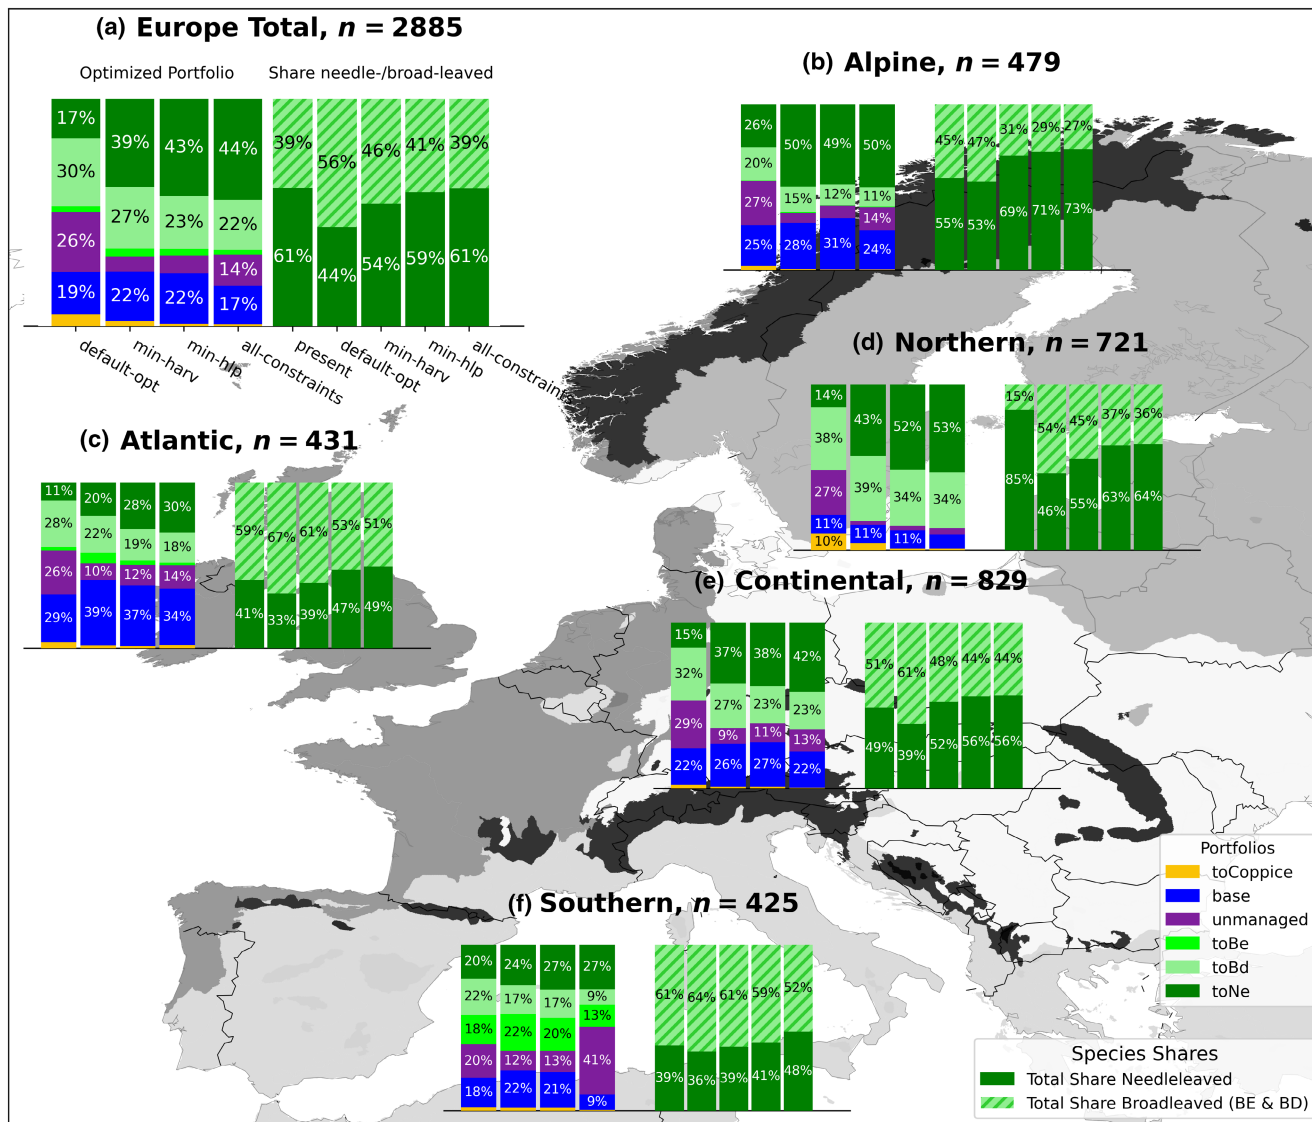 (a) Europe Total, n = 2885
Optimized Portfolio Share needle-/broad-leaved
17% 39% 43% 44% 39% 56% 46% 41% 39%
30% 27% 23% 22%
26% 14%
19% 22% 22% 17% 61% 44% 54% 59% 61%
default-opt min-harv min-hlp all-constraints present default-opt min-harv min-hlp all-constraints
(b) Alpine, n = 479
26% 50% 49% 50% 45% 47% 31% 29% 27%
20% 15% 12% 11%
27% 14%
25% 28% 31% 24% 55% 53% 69% 71% 73%
(c) Atlantic, n = 431
11% 20% 28% 30% 59% 67% 61% 53% 51%
28% 22% 19% 18%
26% 10% 12% 14%
29% 39% 37% 34% 41% 33% 39% 47% 49%
(d) Northern, n = 721
14% 43% 52% 53% 15% 54% 45% 37% 36%
38% 39% 34% 34%
27%
11% 11% 11% 85% 46% 55% 63% 64%
10%
(e) Continental, n = 829
15% 37% 38% 42% 51% 61% 48% 44% 44%
32% 27% 23% 23%
29% 9% 11% 13%
22% 26% 27% 22% 49% 39% 52% 56% 56%
(f) Southern, n = 425
20% 24% 27% 27% 61% 64% 61% 59% 52%
22% 17% 17% 9%
18% 22% 20% 13%
20% 12% 13% 41%
18% 22% 21% 9% 39% 36% 39% 41% 48%
Portfolios
toCoppice
base
unmanaged
toBe
toBd
toNe
Species Shares
Total Share Needleleaved
Total Share Broadleaved (BE & BD)